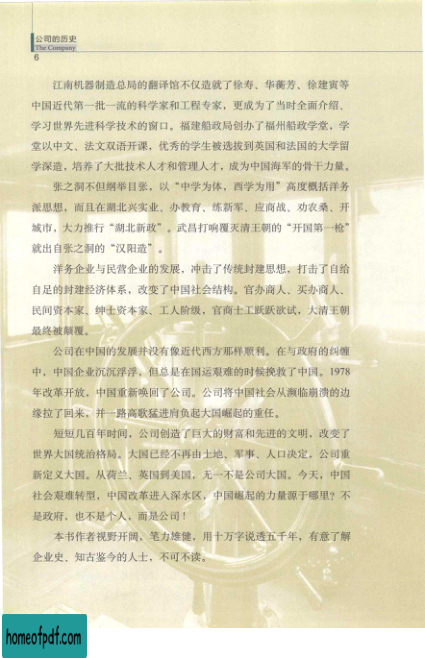 公司的历史
The Company
6
江南机器制造总局的翻译馆不仅造就了徐寿、华蘅芳、徐建寅等
中国近代第一批一流的科学家和工程专家，更成为了当时全面介绍、
学习世界先进科学技术的窗口。福建船政局创办了福州船政学堂，学
堂以中文、法文双语开课，优秀的学生被选拔到英国和法国的大学留
学深造，培养了大批技术人才和管理人才，成为中国海军的骨干力量。
张之洞不但纲举目张，以“中学为体，西学为用”高度概括洋务
派思想，而且在湖北兴实业、办教育、练新军、应商战、劝农桑、开
城市，大力推行“湖北新政”。武昌打响覆灭清王朝的“开国第一枪”
就出自张之洞的“汉阳造”。
洋务企业与民营企业的发展，冲击了传统封建思想，打击了自给
自足的封建经济体系，改变了中国社会结构。官办商人、买办商人、
民间资本家、绅士资本家、工人阶级，官商士工跃跃欲试，大清王朝
最终被颠覆。
公司在中国的发展并没有像近代西方那样顺利。在与政府的纠缠
中，中国企业沉沉浮浮，但总是在国运艰难的时候挽救了中国。1978
年改革开放，中国重新唤回了公司。公司将中国社会从濒临崩溃的边
缘拉了回来，并一路高歌猛进肩负起大国崛起的重任。
短短几百年时间，公司创造了巨大的财富和先进的文明，改变了
世界大国统治格局。大国已经不再由土地、军事、人口决定，公司重
新定义大国。从荷兰、英国到美国，无一不是公司大国。今天，中国
社会艰难转型，中国改革进入深水区，中国崛起的力量源于哪里？不
是政府，也不是个人，而是公司！
本书作者视野开阔，笔力雄健，用十万字说透五千年，有意了解
企业史、知古鉴今的人士，不可不读。
homeofpdf.com